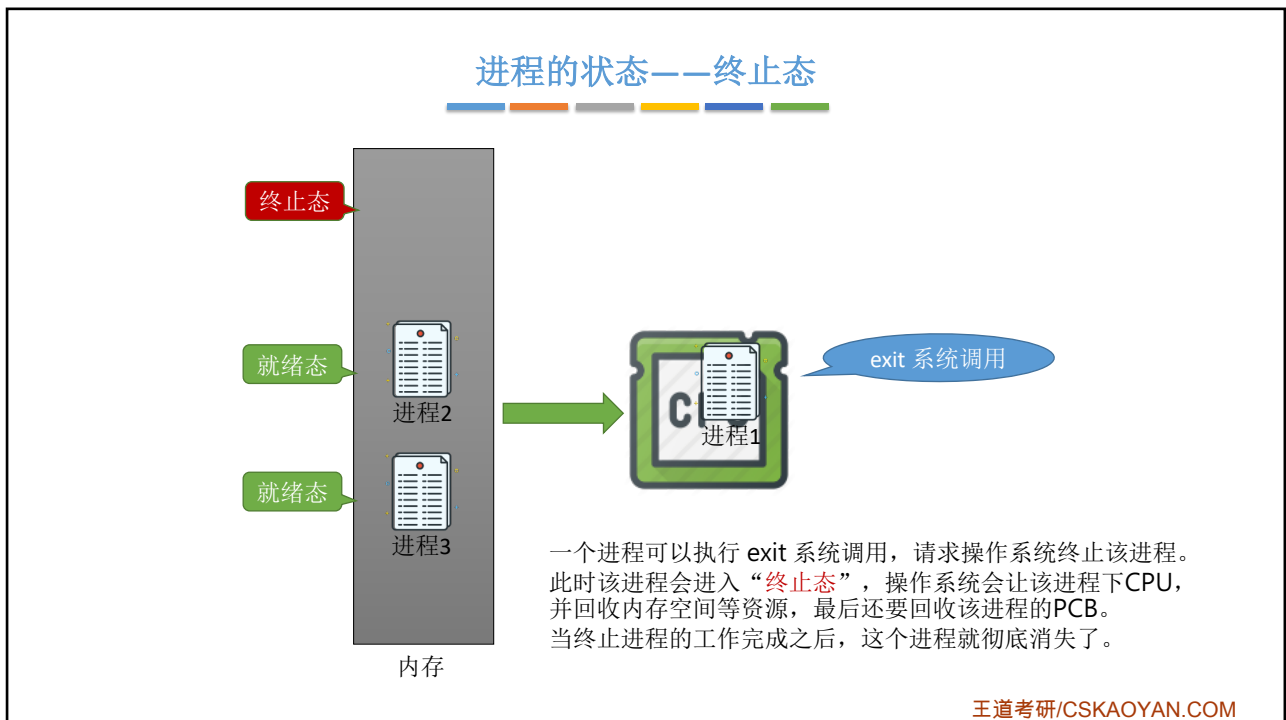 进程的状态——终止态
终止态
就绪态
进程2
就绪态
进程3
内存
进程1
exit 系统调用
一个进程可以执行 exit 系统调用，请求操作系统终止该进程。
此时该进程会进入“终止态”，操作系统会让该进程下CPU，
并回收内存空间等资源，最后还要回收该进程的PCB。
当终止进程的工作完成之后，这个进程就彻底消失了。
王道考研/CSKAOYAN.COM